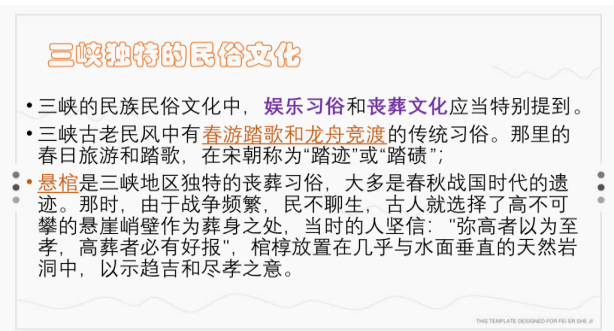 三峡独特的民俗文化
•三峡的民族民俗文化中，娱乐习俗和丧葬文化应当特别提到。
•三峡古老民风中有春游踏歌和龙舟竞渡的传统习俗。那里的
春日旅游和踏歌，在宋朝称为“踏迹”或“踏碛”;
•悬棺是三峡地区独特的丧葬习俗，大多是春秋战国时代的遗
迹。那时，由于战争频繁，民不聊生，古人就选择了高不可
攀的悬崖峭壁作为葬身之处，当时的人坚信："弥高者以为至
孝，高葬者必有好报"，棺椁放置在几乎与水面垂直的天然岩
洞中，以示趋吉和尽孝之意。
THIS TEMPLATE DESIGNED FOR FEI ER SHE JI